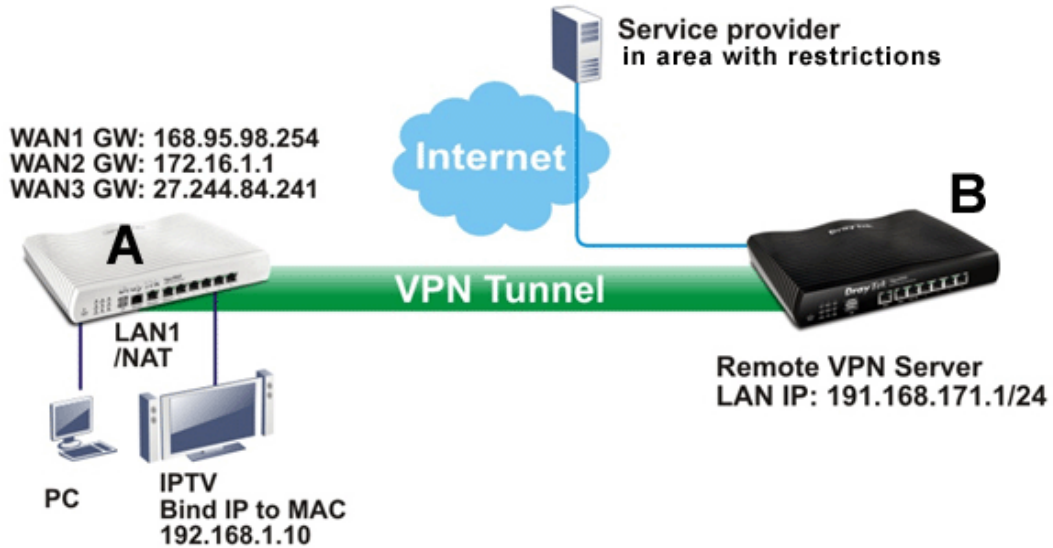 Service provider
in area with restrictions
WAN1 GW: 168.95.98.254
WAN2 GW: 172.16.1.1
WAN3 GW: 27.244.84.241
Internet
A
B
VPN Tunnel
Dray Tek
LAN1
/NAT
Remote VPN Server
LAN IP: 191.168.171.1/24
PC
IPTV
Bind IP to MAC
192.168.1.10